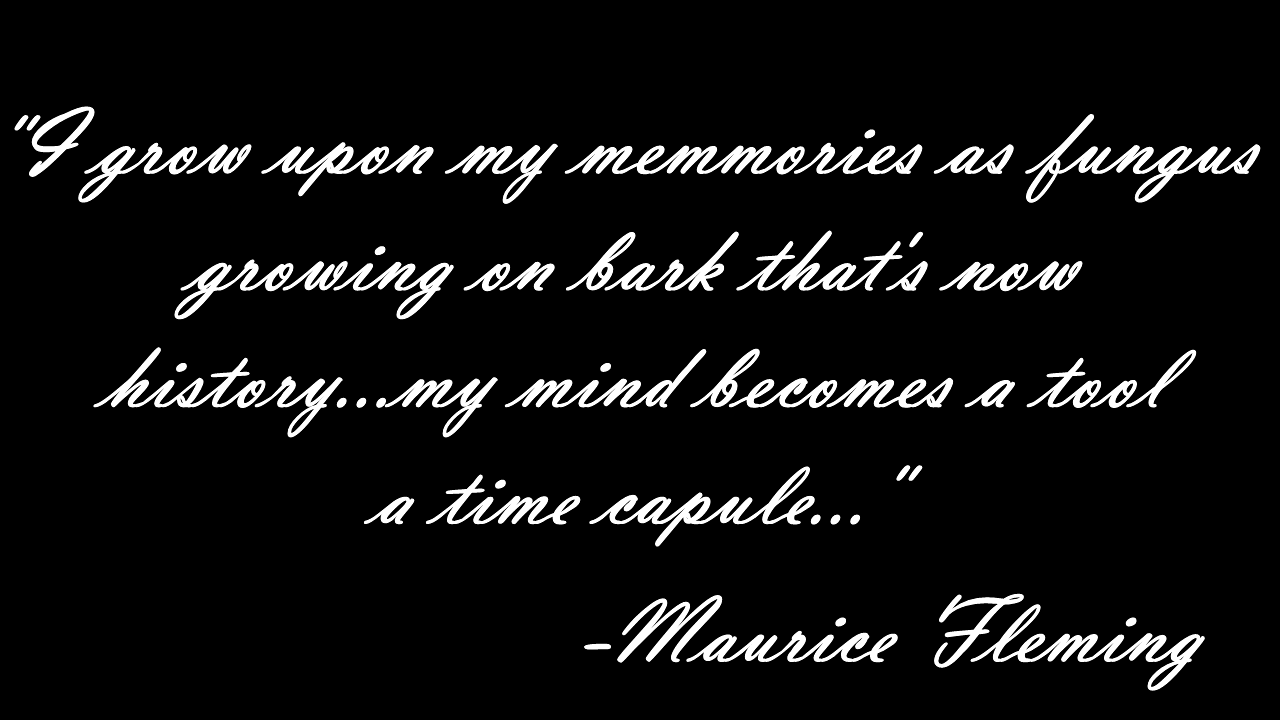 "I grow upon my memmories as fungus
growing on bark that's now
history...my mind becomes a tool
a time capule..."
-Maurice Fleming